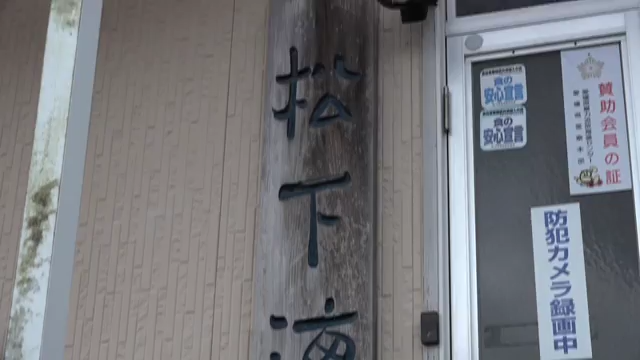 松下海
食の
安心宣言
食の
安心宣言
賛助会員の証
防犯カメラ録画中